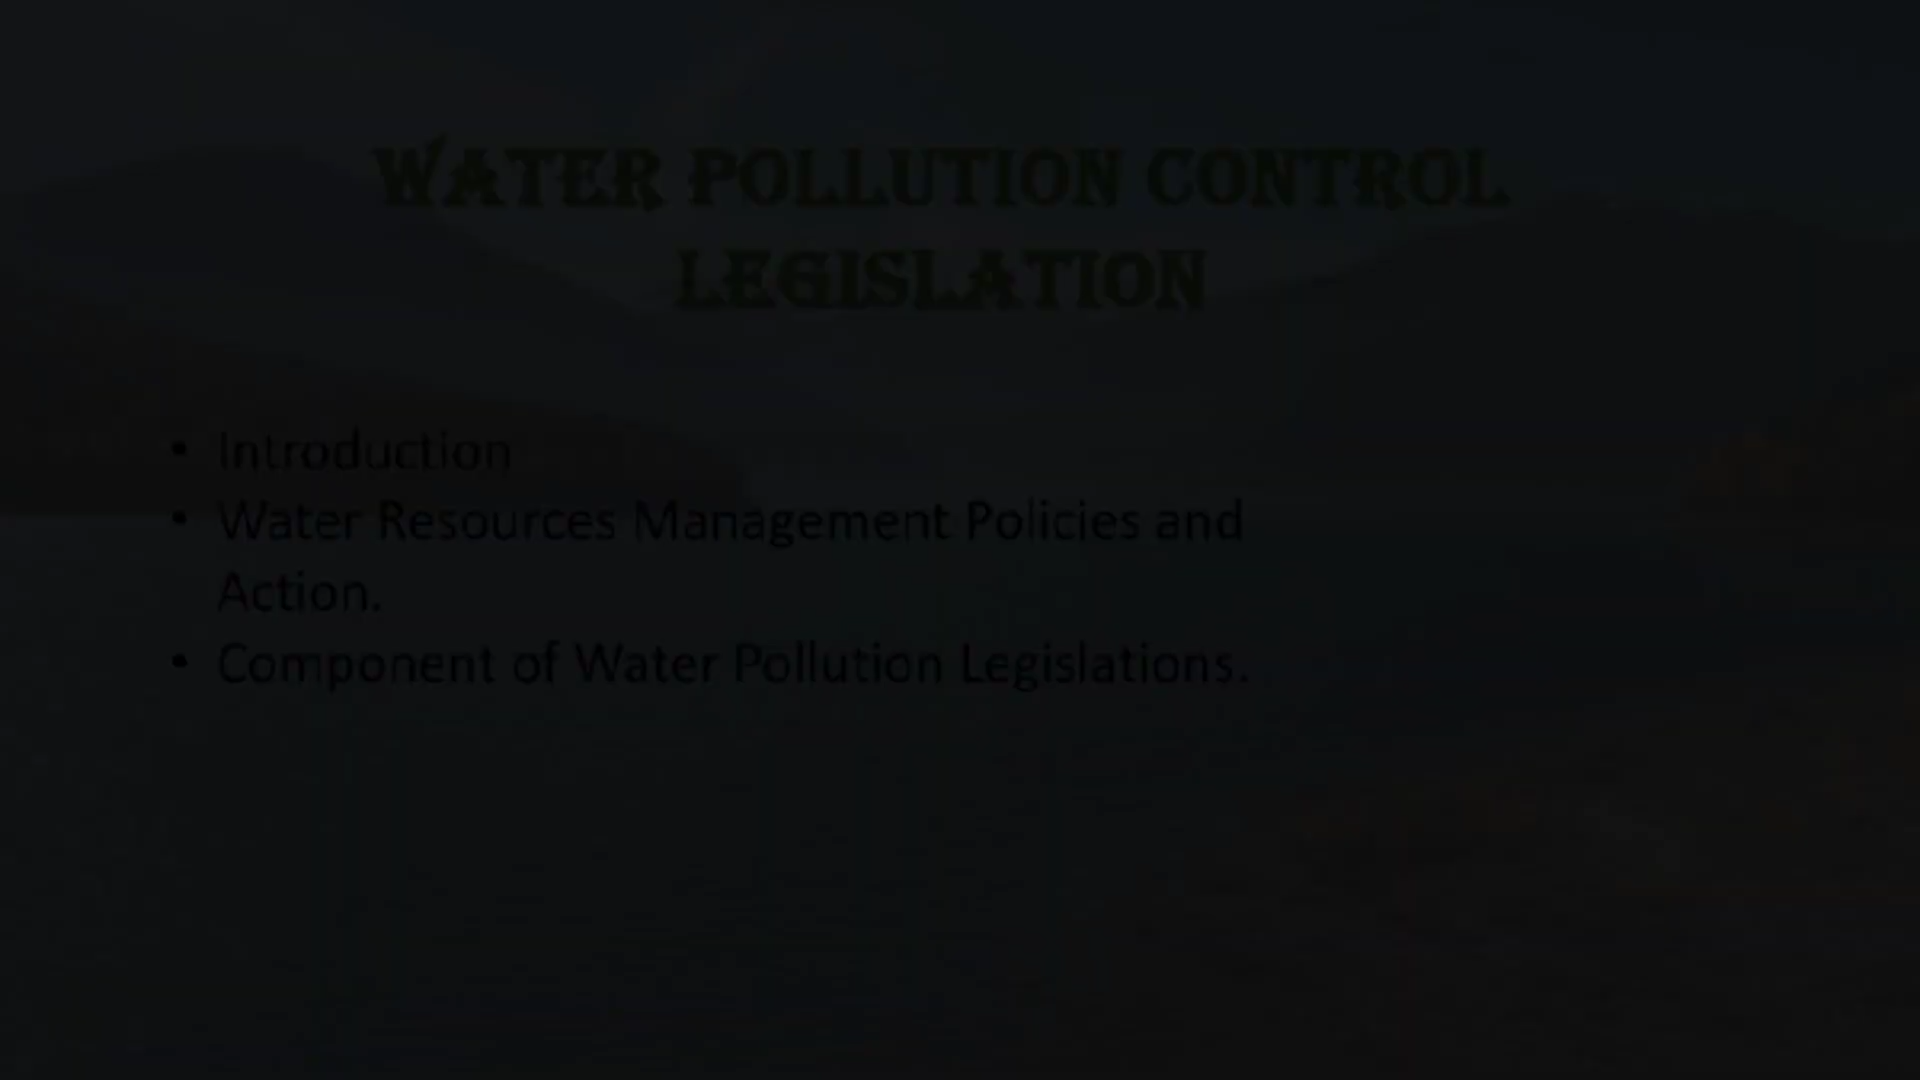 WATER POLLUTION CONTROL
LEGISLATION
• Introduction
• Water Resources Management Policies and
Action.
• Component of Water Pollution Legislations.